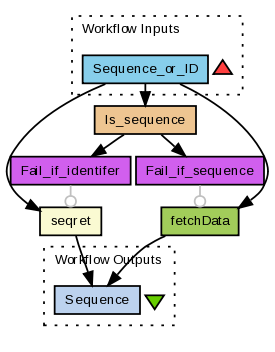 Workflow Inputs
Sequence_or_ID
Is_sequence
Fail_if_identifer
Fail_if_sequence
seqret
fetchData
Workflow Outputs
Sequence